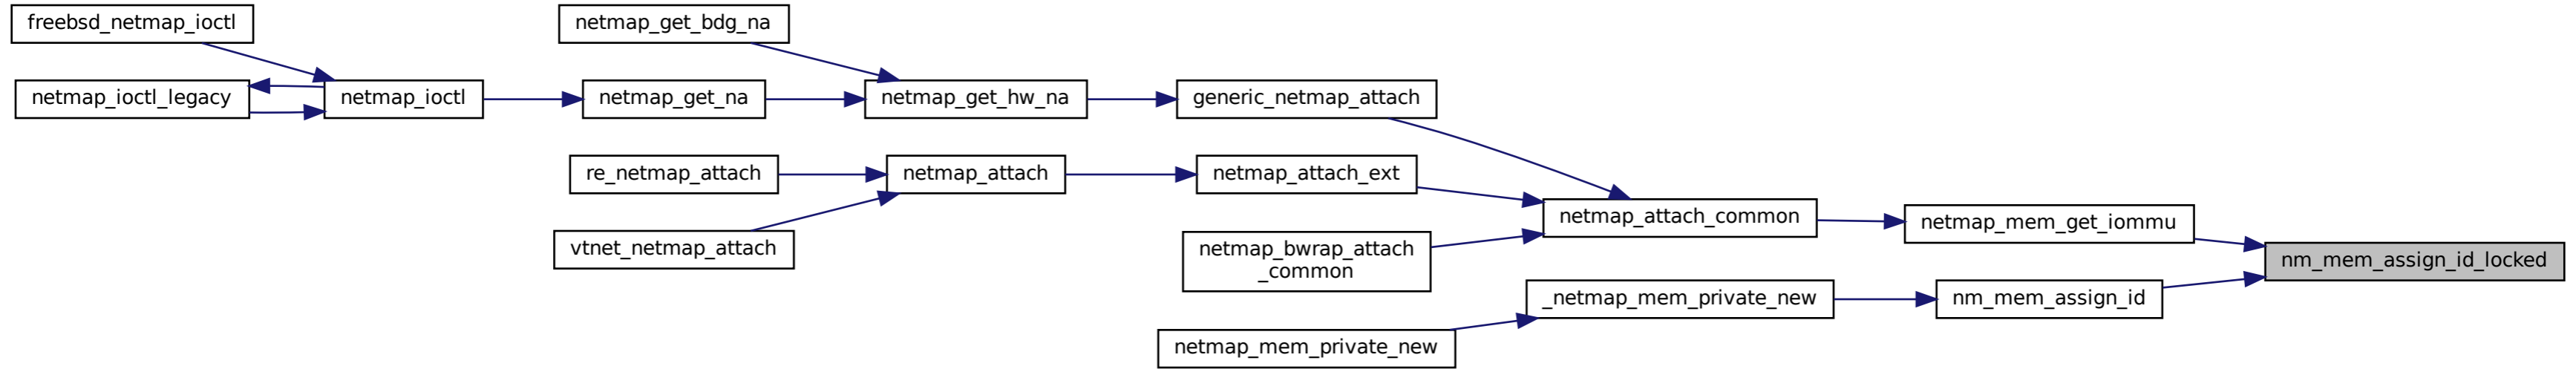 freebsd_netmap_ioctl
netmap_get_bdg_na
netmap_ioctl_legacy
netmap_ioctl
netmap_get_na
netmap_get_hw_na
generic_netmap_attach
re_netmap_attach
netmap_attach
netmap_attach_ext
vtnet_netmap_attach
netmap_bwrap_attach
_common
netmap_attach_common
netmap_mem_get_iommu
nm_mem_assign_id_locked
_netmap_mem_private_new
nm_mem_assign_id
netmap_mem_private_new